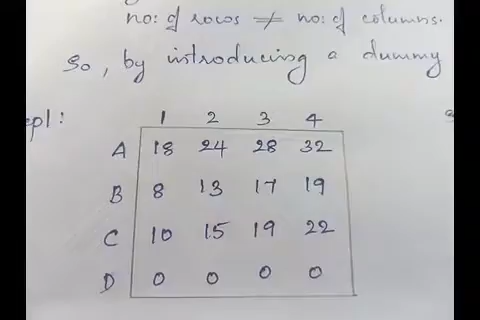 no: of rows ≠ no: of columns.
So, by introducing a dummy
ep1:
1 2 3 4
A 18 24 28 32
B 8 13 17 19
C 10 15 19 22
D 0 0 0 0